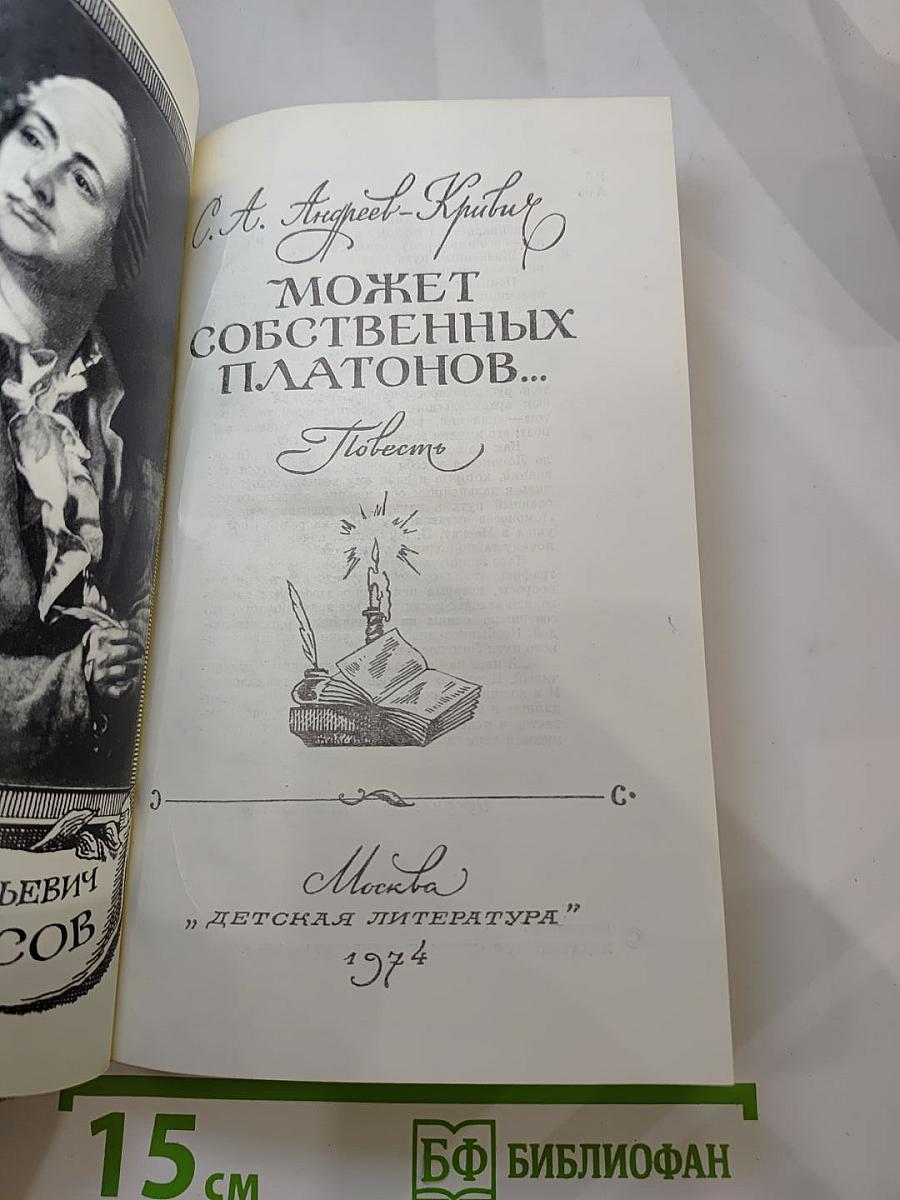 С. А. Андреев-Кривич
МОЖЕТ
СОБСТВЕННЫХ
ПЛАТОНОВ...
Повесть
Москва
„ДЕТСКАЯ ЛИТЕРАТУРА"
1974
ЬЕВИЧ
СОВ
15 см
БФ БИБЛИОФАН